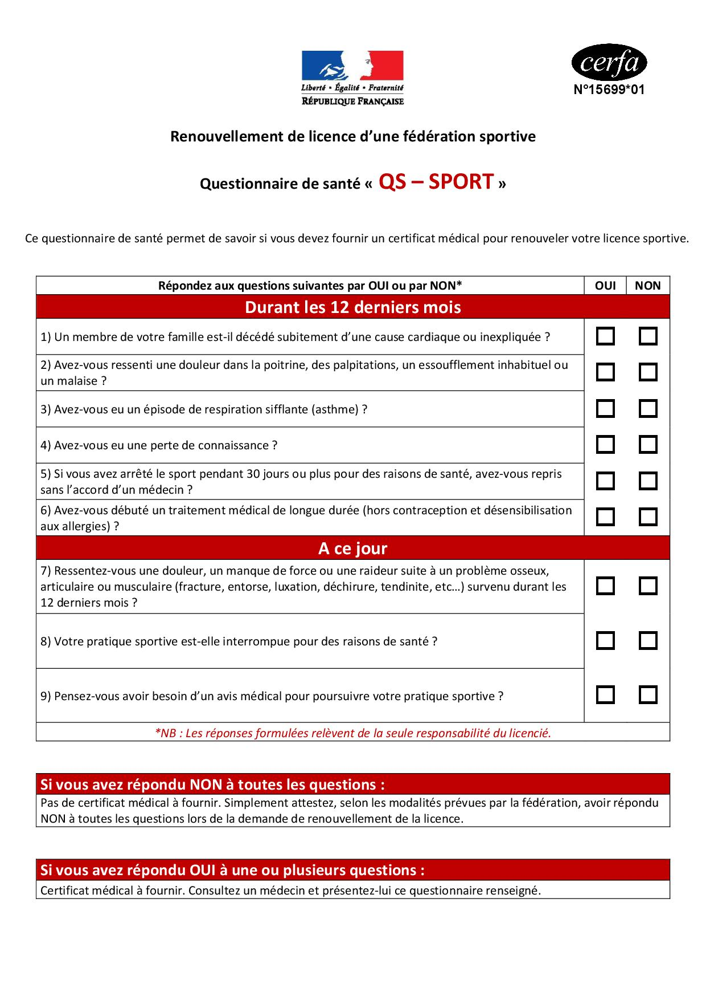 Liberté • Égalité • Fraternité
RÉPUBLIQUE FRANÇAISE
cerfa
N°15699*01
Renouvellement de licence d’une fédération sportive
Questionnaire de santé « QS – SPORT »
Ce questionnaire de santé permet de savoir si vous devez fournir un certificat médical pour renouveler votre licence sportive.
Répondez aux questions suivantes par OUI ou par NON* OUI NON
Durant les 12 derniers mois
1) Un membre de votre famille est-il décédé subitement d’une cause cardiaque ou inexpliquée ?
2) Avez-vous ressenti une douleur dans la poitrine, des palpitations, un essoufflement inhabituel ou
un malaise ?
3) Avez-vous eu un épisode de respiration sifflante (asthme) ?
4) Avez-vous eu une perte de connaissance ?
5) Si vous avez arrêté le sport pendant 30 jours ou plus pour des raisons de santé, avez-vous repris
sans l’accord d’un médecin ?
6) Avez-vous débuté un traitement médical de longue durée (hors contraception et désensibilisation
aux allergies) ?
A ce jour
7) Ressentez-vous une douleur, un manque de force ou une raideur suite à un problème osseux,
articulaire ou musculaire (fracture, entorse, luxation, déchirure, tendinite, etc…) survenu durant les
12 derniers mois ?
8) Votre pratique sportive est-elle interrompue pour des raisons de santé ?
9) Pensez-vous avoir besoin d’un avis médical pour poursuivre votre pratique sportive ?
*NB : Les réponses formulées relèvent de la seule responsabilité du licencié.
Si vous avez répondu NON à toutes les questions :
Pas de certificat médical à fournir. Simplement attestez, selon les modalités prévues par la fédération, avoir répondu
NON à toutes les questions lors de la demande de renouvellement de la licence.
Si vous avez répondu OUI à une ou plusieurs questions :
Certificat médical à fournir. Consultez un médecin et présentez-lui ce questionnaire renseigné.